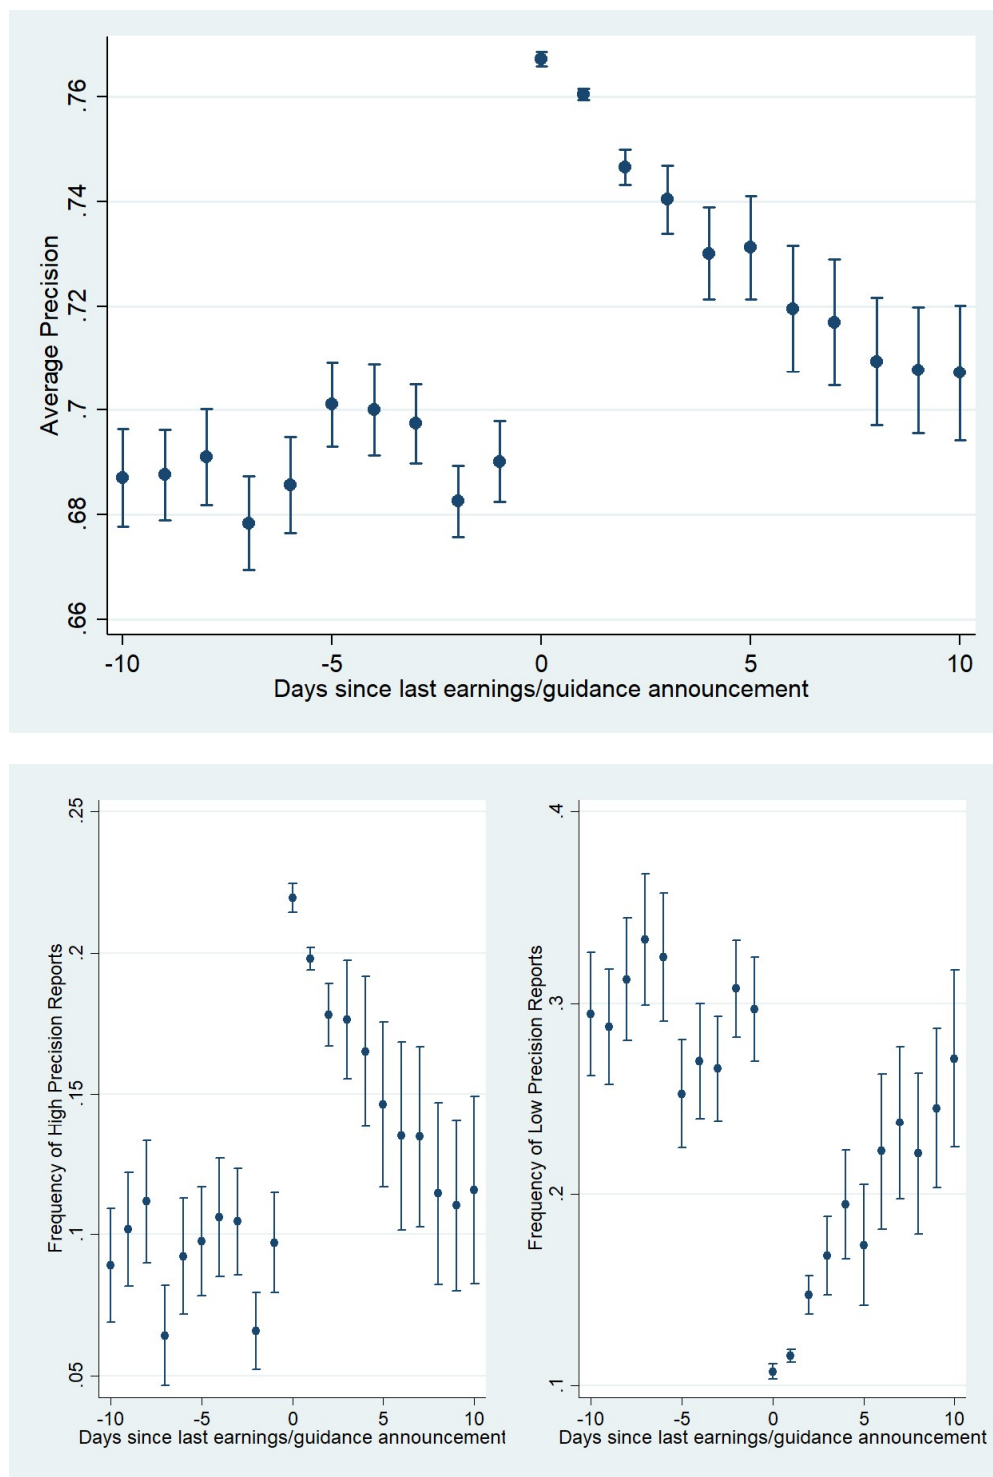 Average Precision
.76
.74
.72
.7
.68
.66
-10 -5 0 5 10
Days since last earnings/guidance announcement
Frequency of High Precision Reports
.25
.2
.15
.1
.05
-10 -5 0 5 10
Days since last earnings/guidance announcement
Frequency of Low Precision Reports
.4
.3
.2
.1
-10 -5 0 5 10
Days since last earnings/guidance announcement